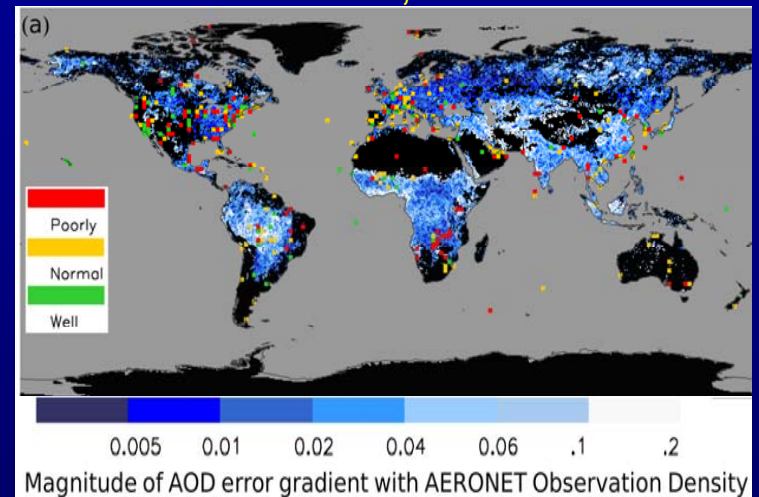 (a)
Poorly
Normal
Well
0.005 0.01 0.02 0.04 0.06 .1 .2
Magnitude of AOD error gradient with AERONET Observation Density